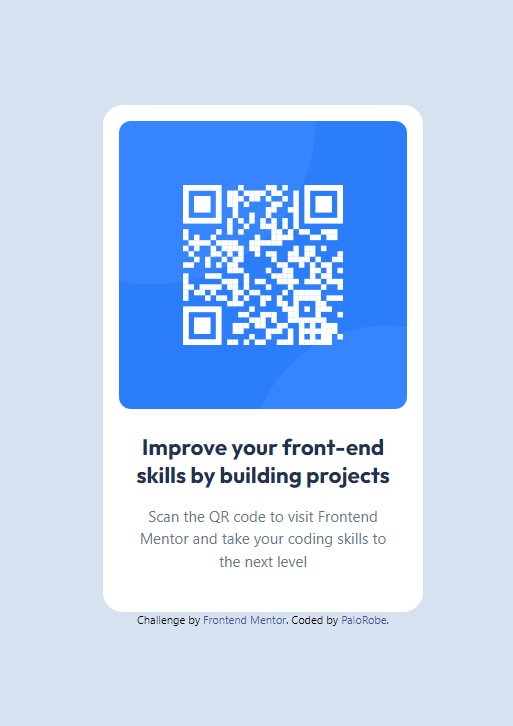 Improve your front-end
skills by building projects
Scan the QR code to visit Frontend
Mentor and take your coding skills to
the next level
Challenge by Frontend Mentor. Coded by PaloRobe.